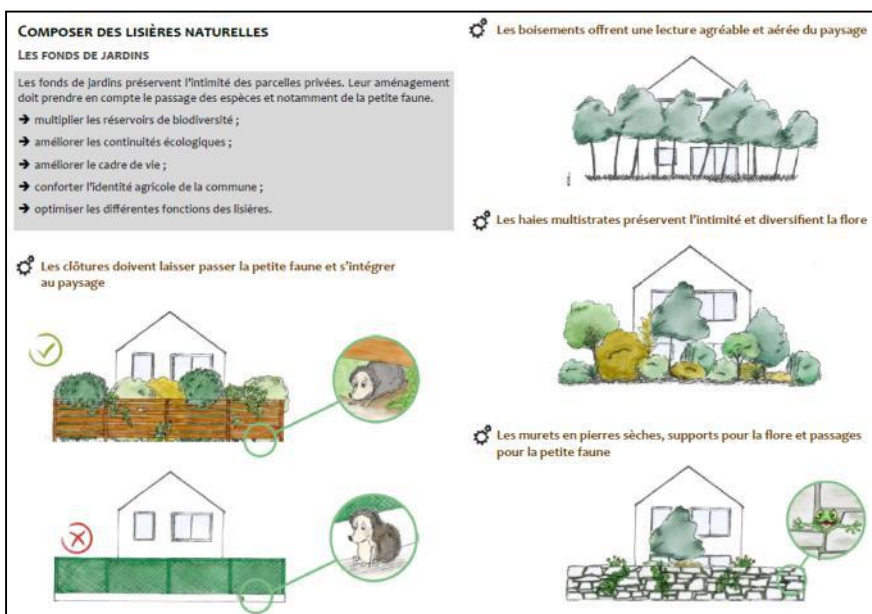 COMPOSER DES LISIÈRES NATURELLES
LES FONDS DE JARDINS
Les fonds de jardins préservent l'intimité des parcelles privées. Leur aménagement
doit prendre en compte le passage des espèces et notamment de la petite faune.
➔ multiplier les réservoirs de biodiversité ;
➔ améliorer les continuités écologiques ;
➔ améliorer le cadre de vie ;
➔ conforter l'identité agricole de la commune ;
➔ optimiser les différentes fonctions des lisières.
Les clôtures doivent laisser passer la petite faune et s'intégrer
au paysage
Les boisements offrent une lecture agréable et aérée du paysage
Les haies multistrates préservent l'intimité et diversifient la flore
Les murets en pierres sèches, supports pour la flore et passages
pour la petite faune